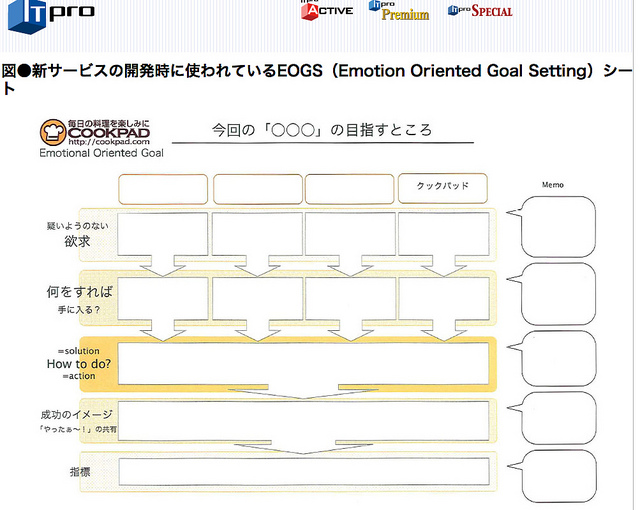 ITpro
ITpro ACTIVE
ITpro Premium
ITpro SPECIAL
図●新サービスの開発時に使われているEOGS（Emotion Oriented Goal Setting）シー
ト
毎日の料理を楽しみに
COOKPAD
http://cookpad.com
Emotional Oriented Goal
今回の「○○○」の目指すところ
クックパッド
Memo
疑いようのない
欲求
何をすれば
手に入る？
=solution
How to do?
=action
成功のイメージ
「やったぁ〜！」の共有
指標